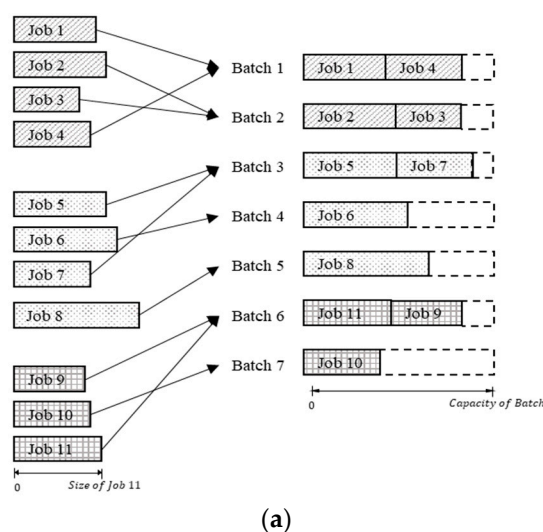 Job 1
Job 2
Job 3
Job 4
Job 5
Job 6
Job 7
Job 8
Job 9
Job 10
Job 11
0
Size of Job 11
Batch 1
Batch 2
Batch 3
Batch 4
Batch 5
Batch 6
Batch 7
Job 1 Job 4
Job 2 Job 3
Job 5 Job 7
Job 6
Job 8
Job 11 Job 9
Job 10
0
Capacity of Batch
(a)